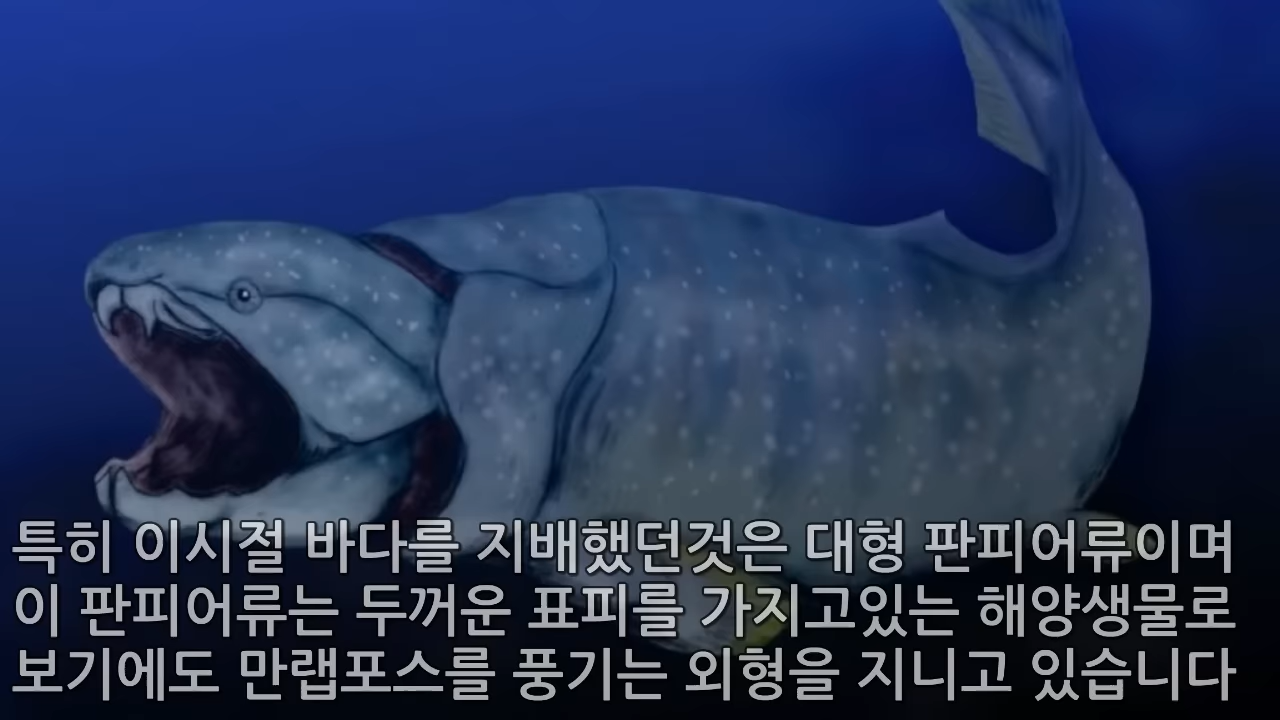 특히 이시절 바다를 지배했던것은 대형 판피어류이며
이 판피어류는 두꺼운 표피를 가지고있는 해양생물로
보기에도 만랩포스를 풍기는 외형을 지니고 있습니다